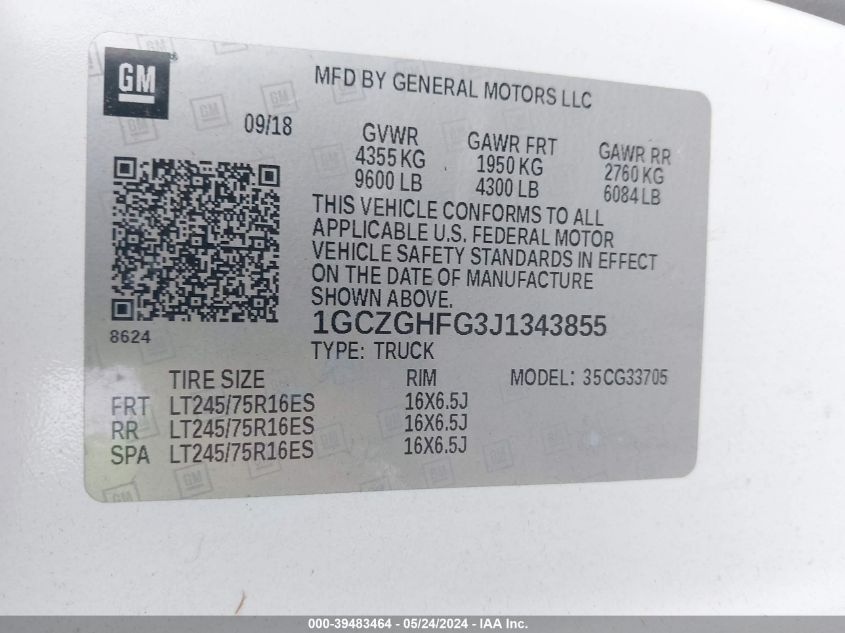 GM
MFD BY GENERAL MOTORS LLC
09/18
GVWR GAWR FRT GAWR RR
4355 KG 1950 KG 2760 KG
9600 LB 4300 LB 6084 LB
THIS VEHICLE CONFORMS TO ALL
APPLICABLE U.S. FEDERAL MOTOR
VEHICLE SAFETY STANDARDS IN EFFECT
ON THE DATE OF MANUFACTURE
SHOWN ABOVE.
8624
1GCZGHFG3J1343855
TYPE: TRUCK
TIRE SIZE RIM MODEL: 35CG33705
FRT LT245/75R16ES 16X6.5J
RR LT245/75R16ES 16X6.5J
SPA LT245/75R16ES 16X6.5J
000-39483464 - 05/24/2024 - IAA Inc.